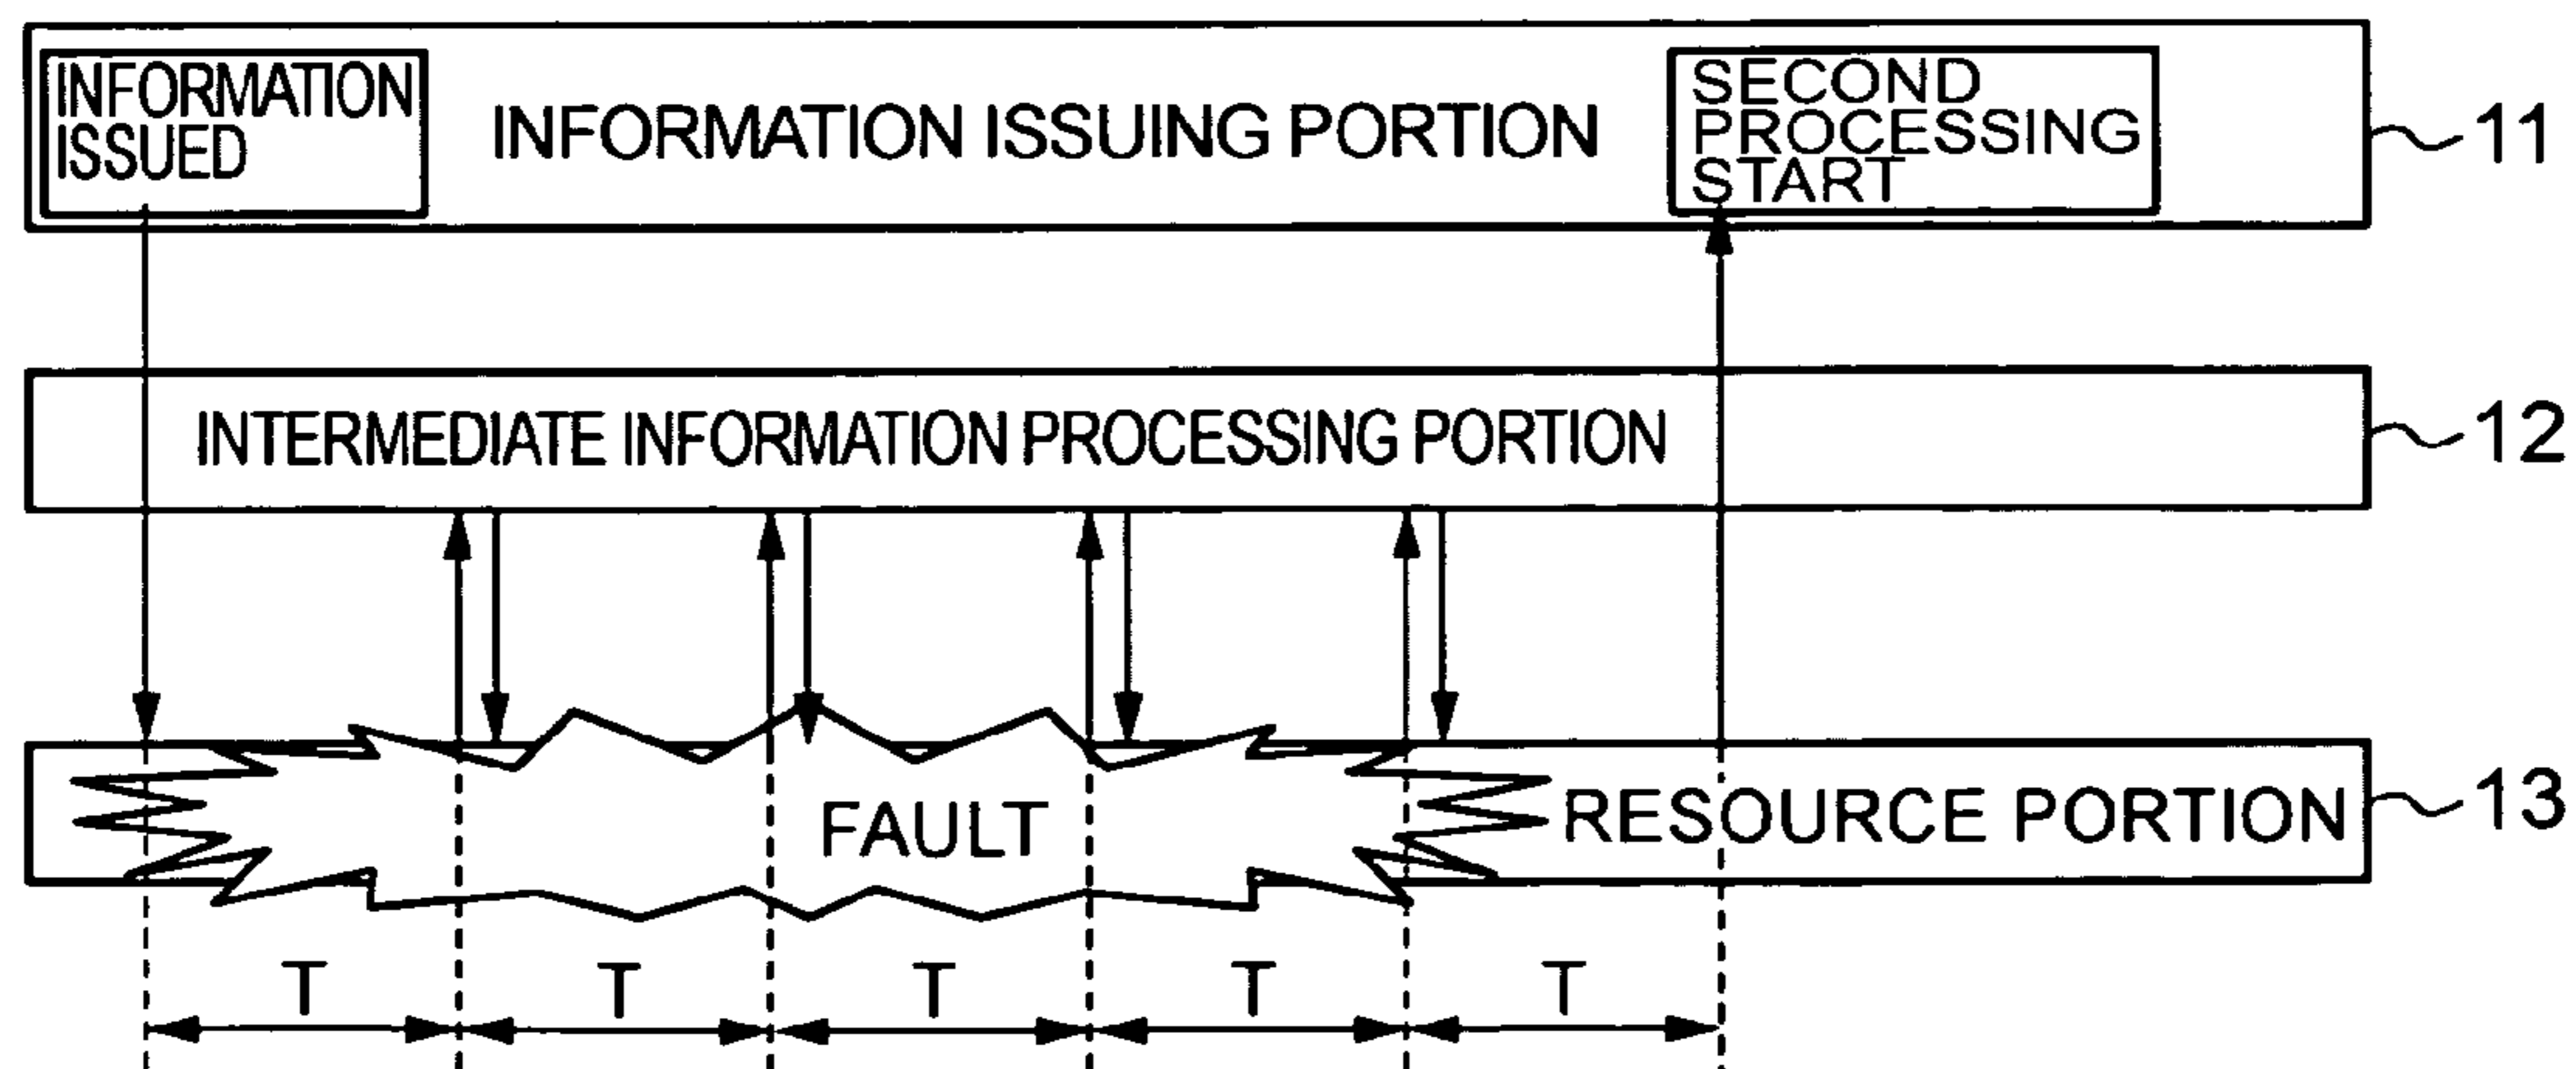 INFORMATION
ISSUED
INFORMATION ISSUING PORTION
SECOND
PROCESSING
START
11
INTERMEDIATE INFORMATION PROCESSING PORTION
12
FAULT
RESOURCE PORTION
13
T T T T T